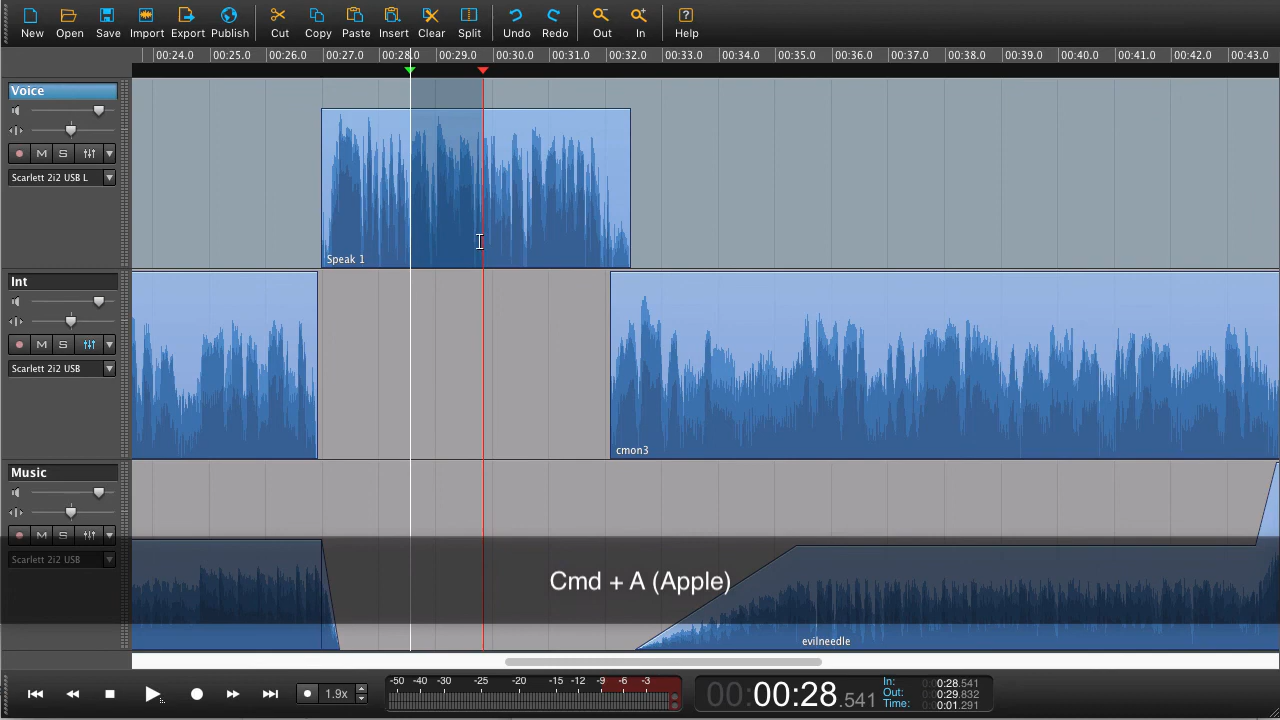 New Open Save Import Export Publish Cut Copy Paste Insert Clear Split Undo Redo Out In Help
00:24.0 00:25.0 00:26.0 00:27.0 00:28.0 00:29.0 00:30.0 00:31.0 00:32.0 00:33.0 00:34.0 00:35.0 00:36.0 00:37.0 00:38.0 00:39.0 00:40.0 00:41.0 00:42.0 00:43.0
Voice
M S
Scarlett 2i2 USB L
Speak 1
Int
M S
Scarlett 2i2 USB
cmon3
Music
M S
Scarlett 2i2 USB
Cmd + A (Apple)
evilneedle
1.9x
-50 -40 -30 -25 -20 -15 -12 -9 -6 -3
00:00:28.541
In: 0:00:28.541
Out: 0:00:29.832
Time: 0:00:01.291